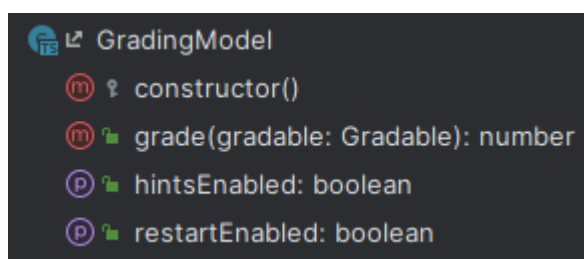 GradingModel
constructor()
grade(gradable: Gradable): number
hintsEnabled: boolean
restartEnabled: boolean